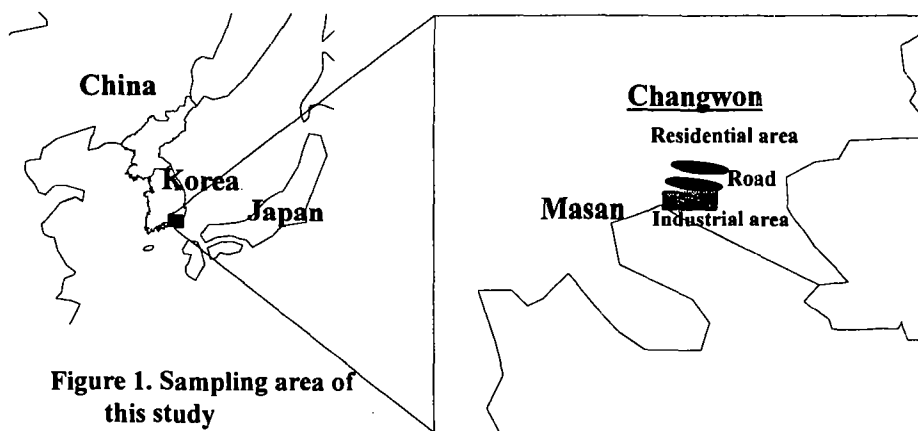 China
Korea
Japan
Figure 1. Sampling area of
this study
Changwon
Residential area
Road
Masan
Industrial area